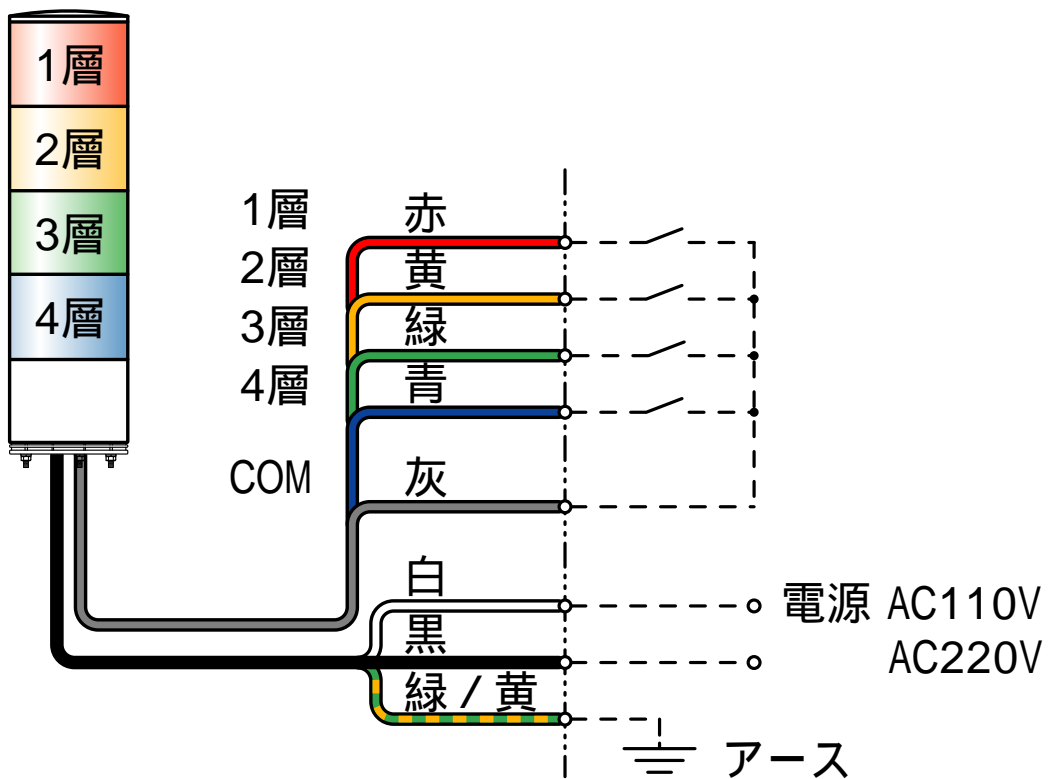 1層
2層
3層
4層
1層 赤
2層 黄
3層 緑
4層 青
COM 灰
白
電源 AC110V
黒
AC220V
緑/黄
アース